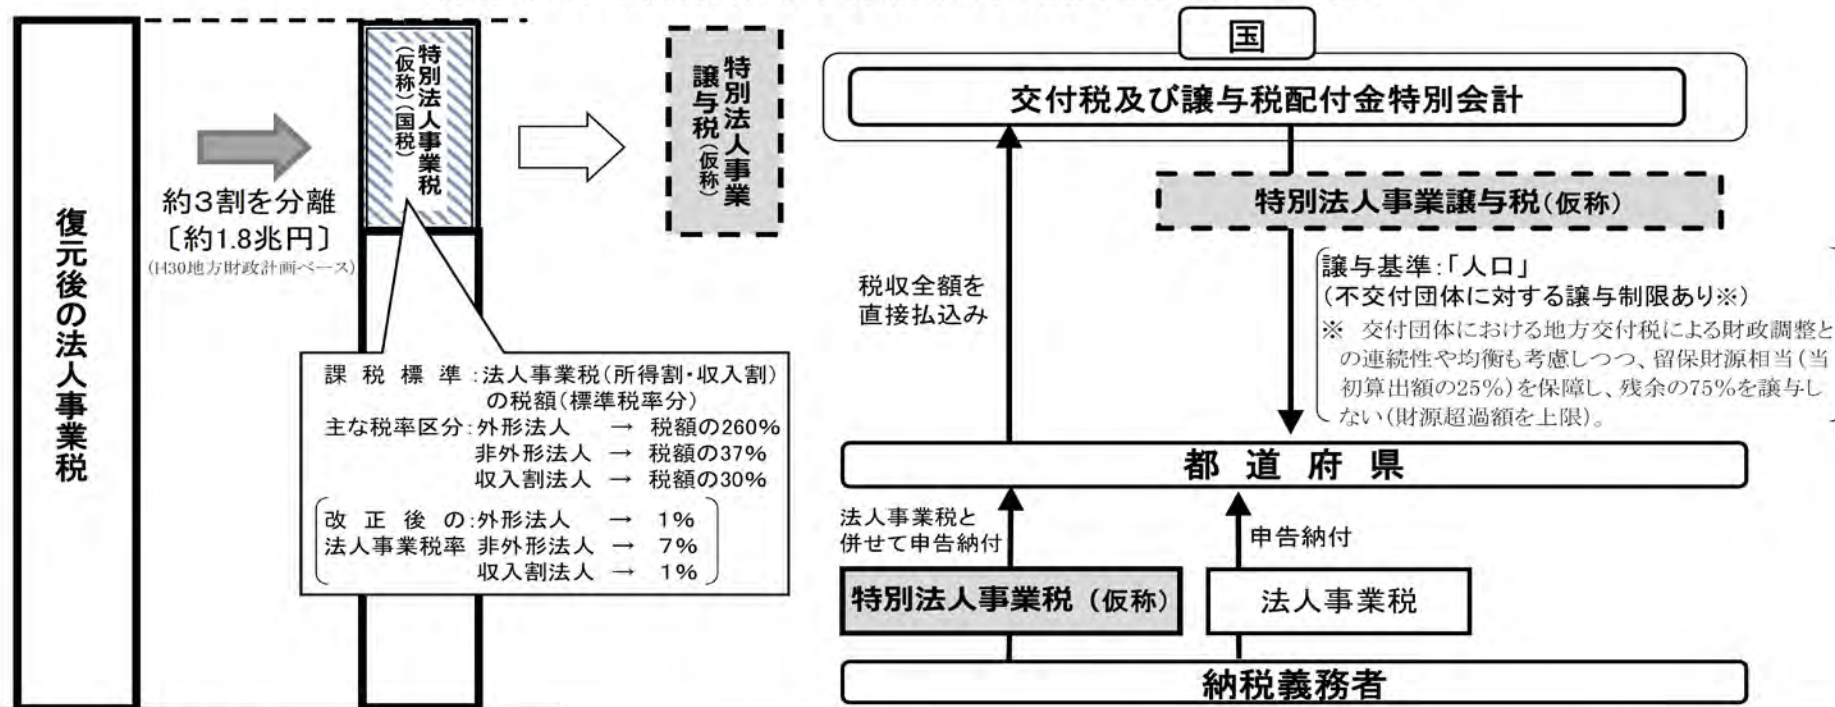 復元後の法人事業税
約3割を分離
〔約1.8兆円〕
(H30地方財政計画ベース)
特別法人事業税
(仮称)(国税)
特別法人事業
譲与税(仮称)
課税標準:法人事業税(所得割・収入割)
の税額(標準税率分)
主な税率区分:外形法人 → 税額の260%
非外形法人 → 税額の37%
収入割法人 → 税額の30%
改正後の:外形法人 → 1%
法人事業税率 非外形法人 → 7%
収入割法人 → 1%
国
交付税及び譲与税配付金特別会計
特別法人事業譲与税(仮称)
税収全額を
直接払込み
譲与基準:「人口」
(不交付団体に対する譲与制限あり※)
※ 交付団体における地方交付税による財政調整と
の連続性や均衡も考慮しつつ、留保財源相当(当
初算出額の25%)を保障し、残余の75%を譲与し
ない(財源超過額を上限)。
都道府県
法人事業税と
併せて申告納付
申告納付
特別法人事業税(仮称)
法人事業税
納税義務者